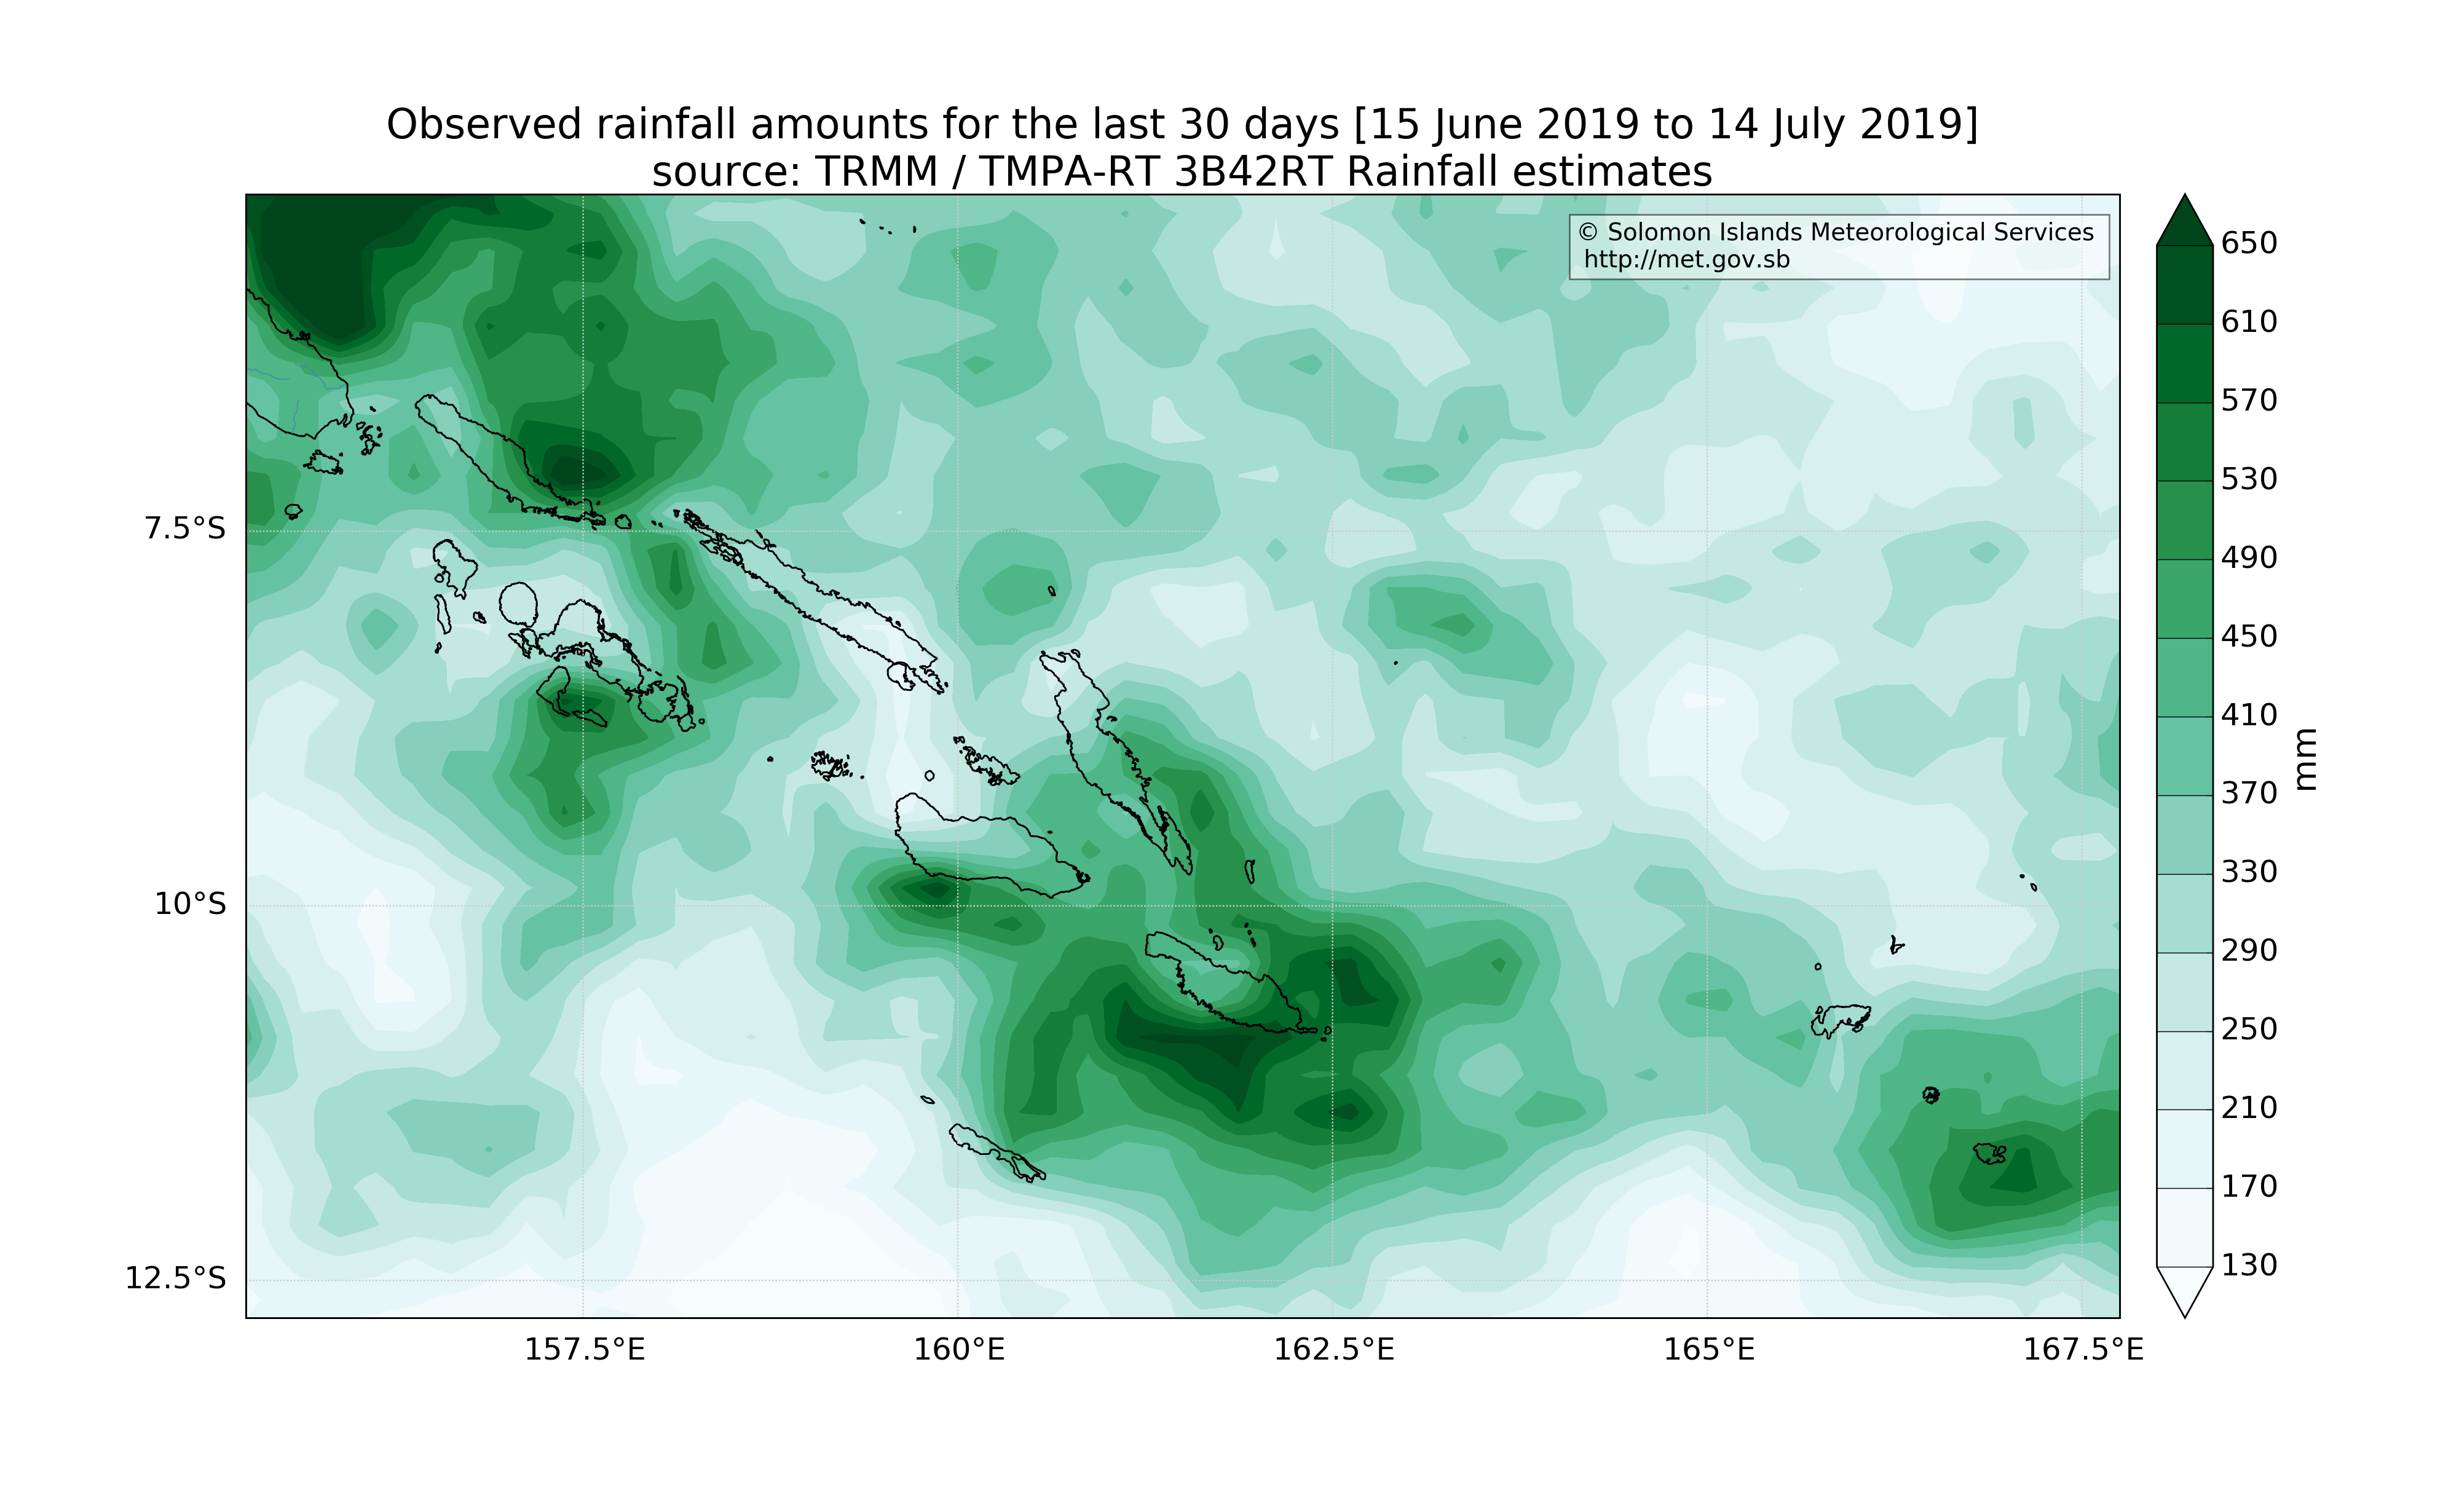 Observed rainfall amounts for the last 30 days [15 June 2019 to 14 July 2019]
source: TRMM / TMPA-RT 3B42RT Rainfall estimates
© Solomon Islands Meteorological Services
http://met.gov.sb
7.5°S
10°S
12.5°S
157.5°E
160°E
162.5°E
165°E
167.5°E
650
610
570
530
490
450
410
370
330
290
250
210
170
130
mm